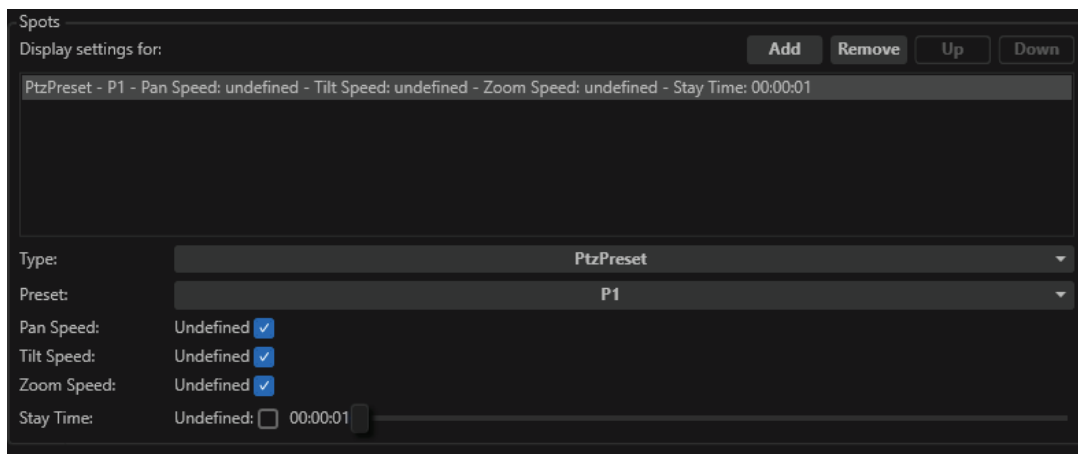 Spots
Display settings for: Add Remove Up Down
PtzPreset - P1 - Pan Speed: undefined - Tilt Speed: undefined - Zoom Speed: undefined - Stay Time: 00:00:01
Type: PtzPreset
Preset: P1
Pan Speed: Undefined
Tilt Speed: Undefined
Zoom Speed: Undefined
Stay Time: Undefined: 00:00:01